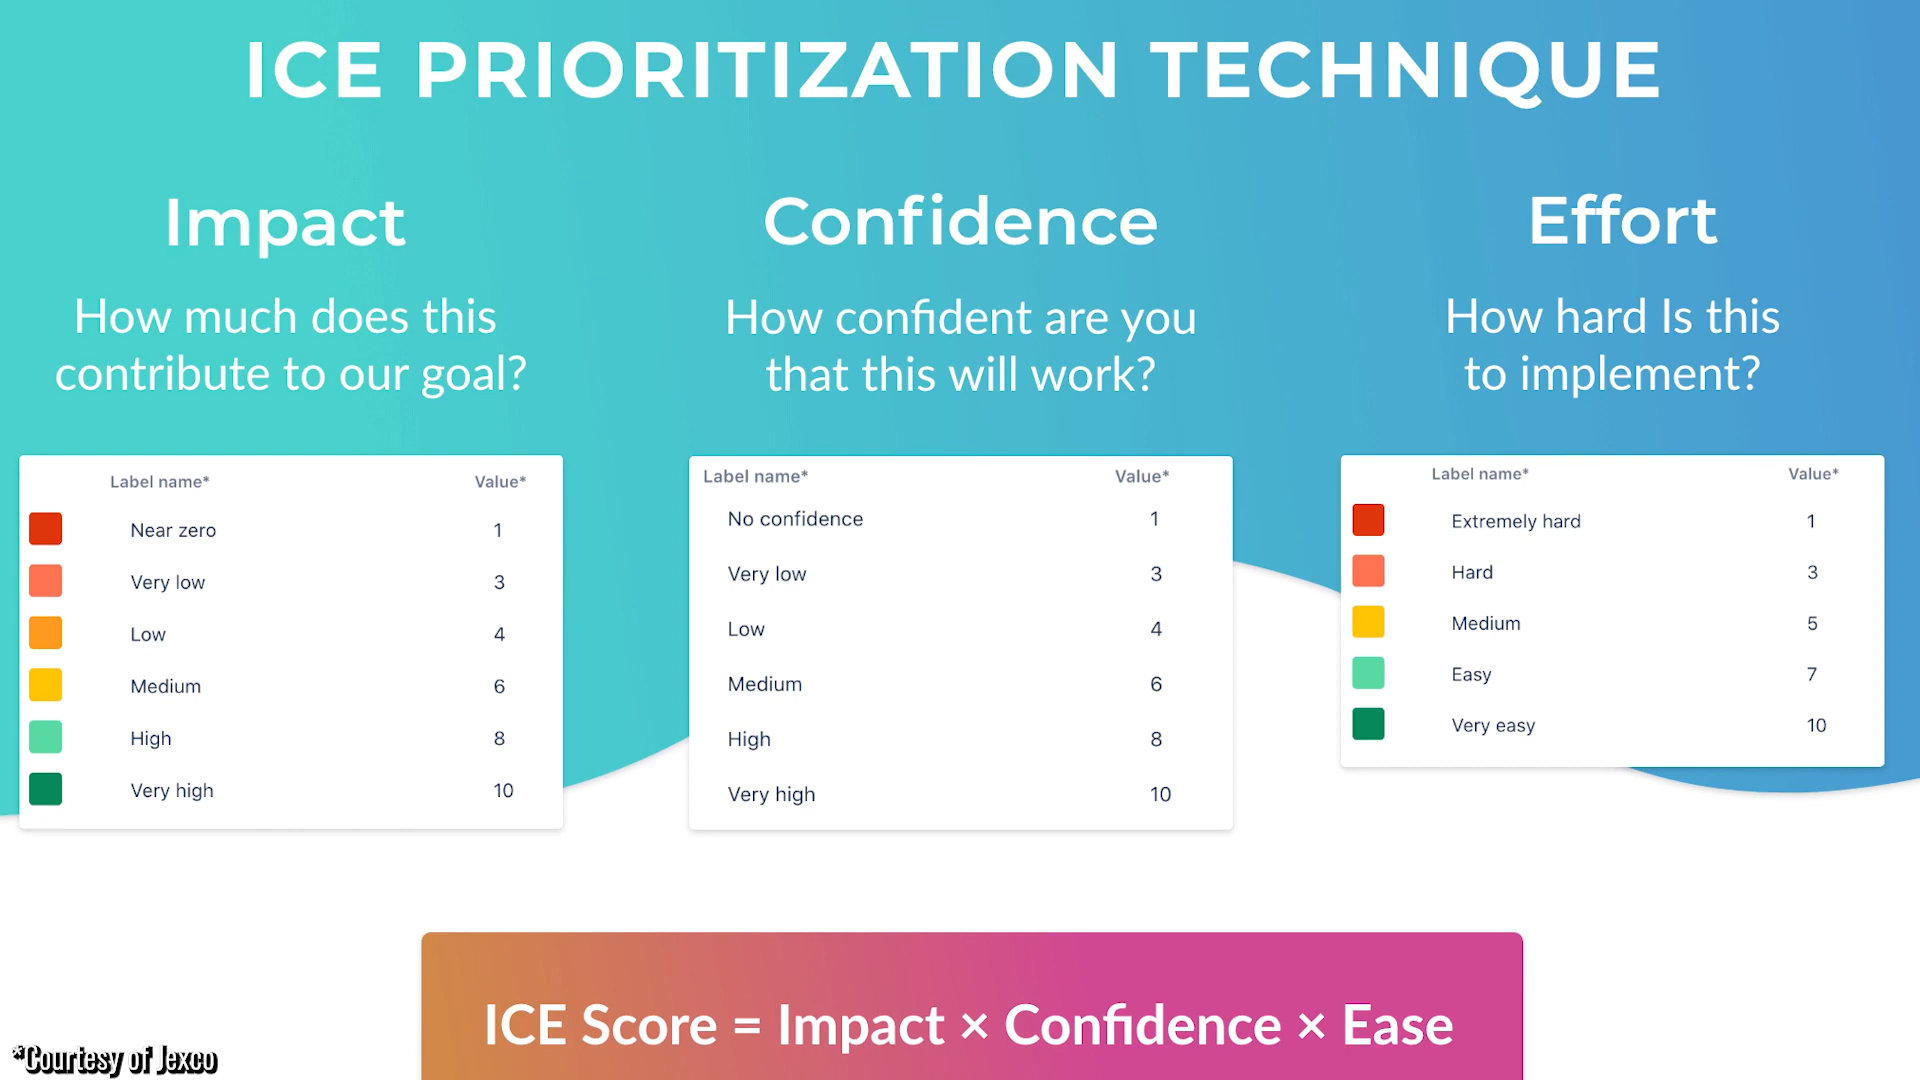 ICE PRIORITIZATION TECHNIQUE
Impact
How much does this
contribute to our goal?
Label name* Value*
Near zero 1
Very low 3
Low 4
Medium 6
High 8
Very high 10
Confidence
How confident are you
that this will work?
Label name* Value*
No confidence 1
Very low 3
Low 4
Medium 6
High 8
Very high 10
Effort
How hard Is this
to implement?
Label name* Value*
Extremely hard 1
Hard 3
Medium 5
Easy 7
Very easy 10
ICE Score = Impact × Confidence × Ease
*Courtesy of Jexco